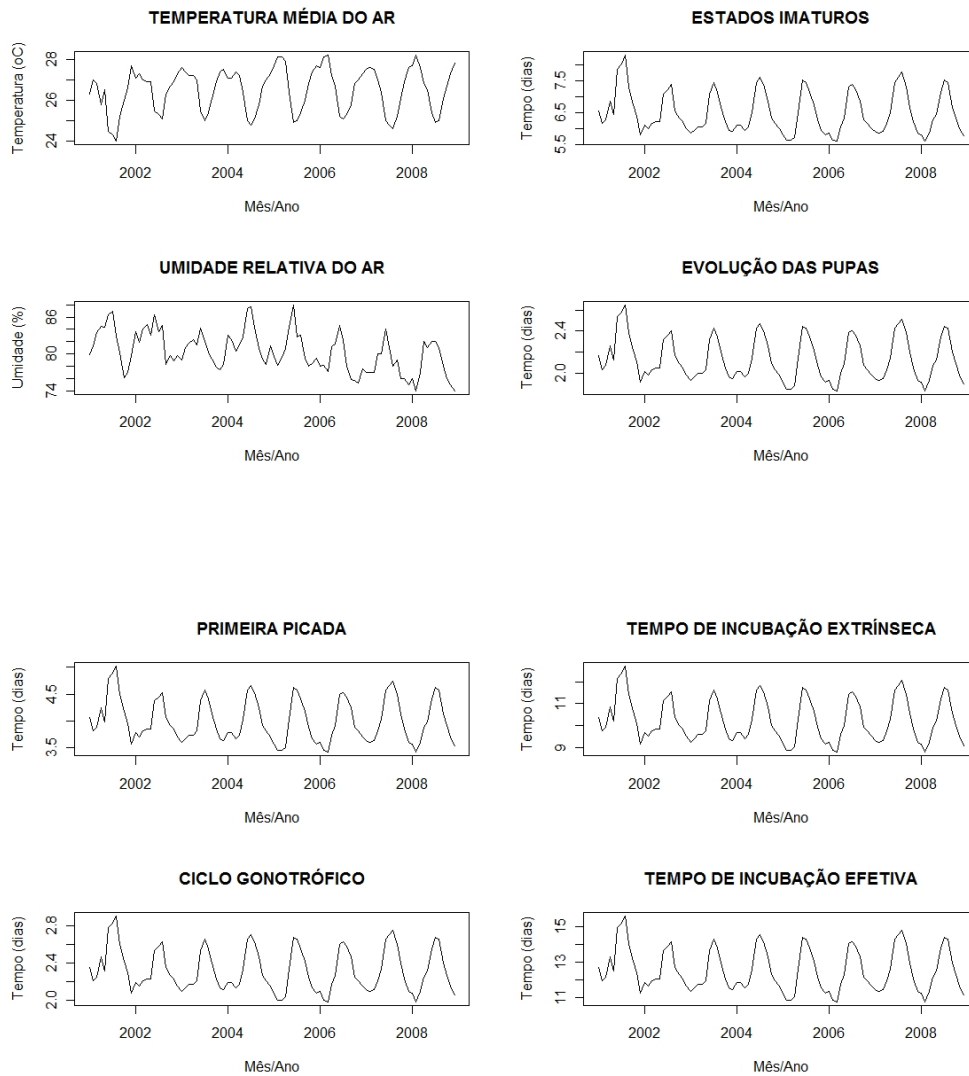 TEMPERATURA MÉDIA DO AR
Temperatura (oC)
28
26
24
2002 2004 2006 2008
Mês/Ano
ESTADOS IMATUROS
Tempo (dias)
7.5
6.5
5.5
2002 2004 2006 2008
Mês/Ano
UMIDADE RELATIVA DO AR
Umidade (%)
86
80
74
2002 2004 2006 2008
Mês/Ano
EVOLUÇÃO DAS PUPAS
Tempo (dias)
2.4
2.0
2002 2004 2006 2008
Mês/Ano
PRIMEIRA PICADA
Tempo (dias)
4.5
3.5
2002 2004 2006 2008
Mês/Ano
TEMPO DE INCUBAÇÃO EXTRÍNSECA
Tempo (dias)
11
9
2002 2004 2006 2008
Mês/Ano
CICLO GONOTRÓFICO
Tempo (dias)
2.8
2.4
2.0
2002 2004 2006 2008
Mês/Ano
TEMPO DE INCUBAÇÃO EFETIVA
Tempo (dias)
15
13
11
2002 2004 2006 2008
Mês/Ano